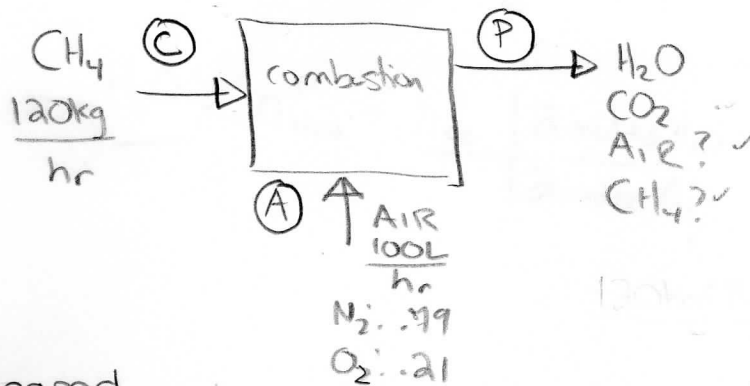 CH4
120kg
hr
C
combustion
P
H2O
CO2
AIR? ✓
CH4? ✓
A
AIR
100L
hr
N2: .79
O2: .21